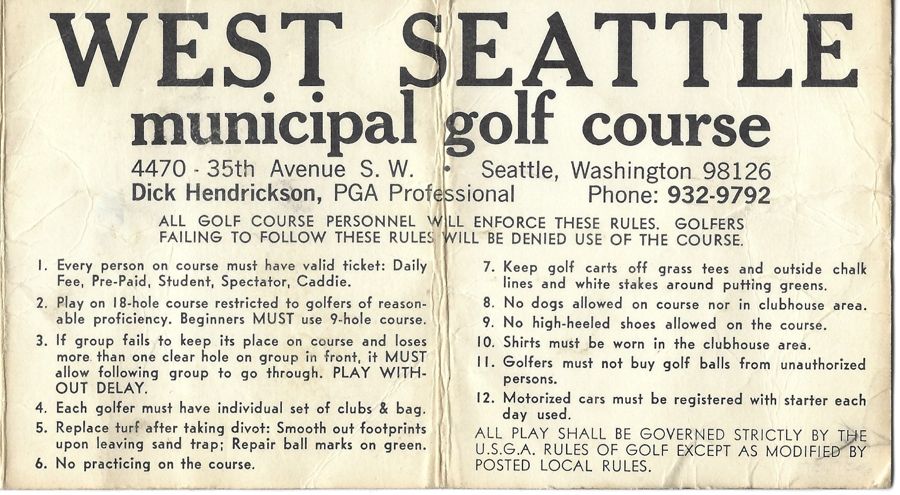 WEST SEATTLE
municipal golf course
4470 - 35th Avenue S. W. • Seattle, Washington 98126
Dick Hendrickson, PGA Professional Phone: 932-9792
ALL GOLF COURSE PERSONNEL WILL ENFORCE THESE RULES. GOLFERS
FAILING TO FOLLOW THESE RULES WILL BE DENIED USE OF THE COURSE.
1. Every person on course must have valid ticket: Daily
Fee, Pre-Paid, Student, Spectator, Caddie.
2. Play on 18-hole course restricted to golfers of reason-
able proficiency. Beginners MUST use 9-hole course.
3. If group fails to keep its place on course and loses
more than one clear hole on group in front, it MUST
allow following group to go through. PLAY WITH-
OUT DELAY.
4. Each golfer must have individual set of clubs & bag.
5. Replace turf after taking divot: Smooth out footprints
upon leaving sand trap; Repair ball marks on green.
6. No practicing on the course.
7. Keep golf carts off grass tees and outside chalk
lines and white stakes around putting greens.
8. No dogs allowed on course nor in clubhouse area.
9. No high-heeled shoes allowed on the course.
10. Shirts must be worn in the clubhouse area.
11. Golfers must not buy golf balls from unauthorized
persons.
12. Motorized cars must be registered with starter each
day used.
ALL PLAY SHALL BE GOVERNED STRICTLY BY THE
U.S.G.A. RULES OF GOLF EXCEPT AS MODIFIED BY
POSTED LOCAL RULES.